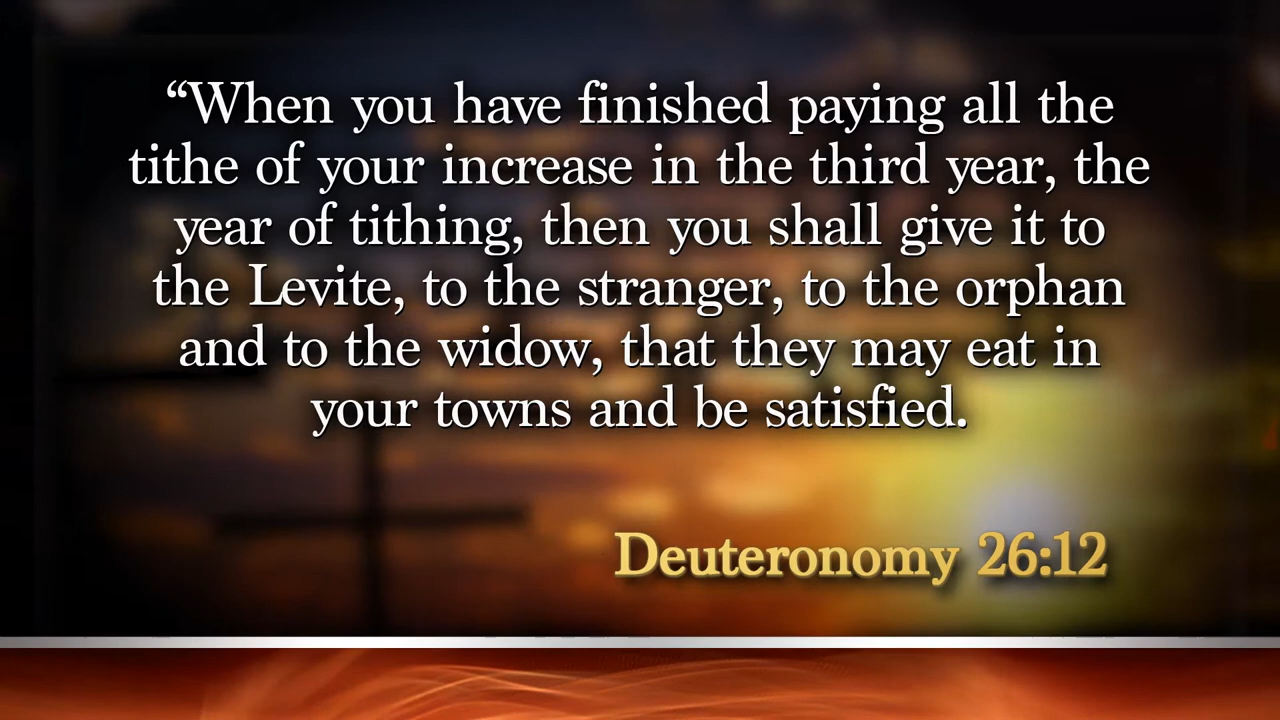 “When you have finished paying all the
tithe of your increase in the third year, the
year of tithing, then you shall give it to
the Levite, to the stranger, to the orphan
and to the widow, that they may eat in
your towns and be satisfied.
Deuteronomy 26:12